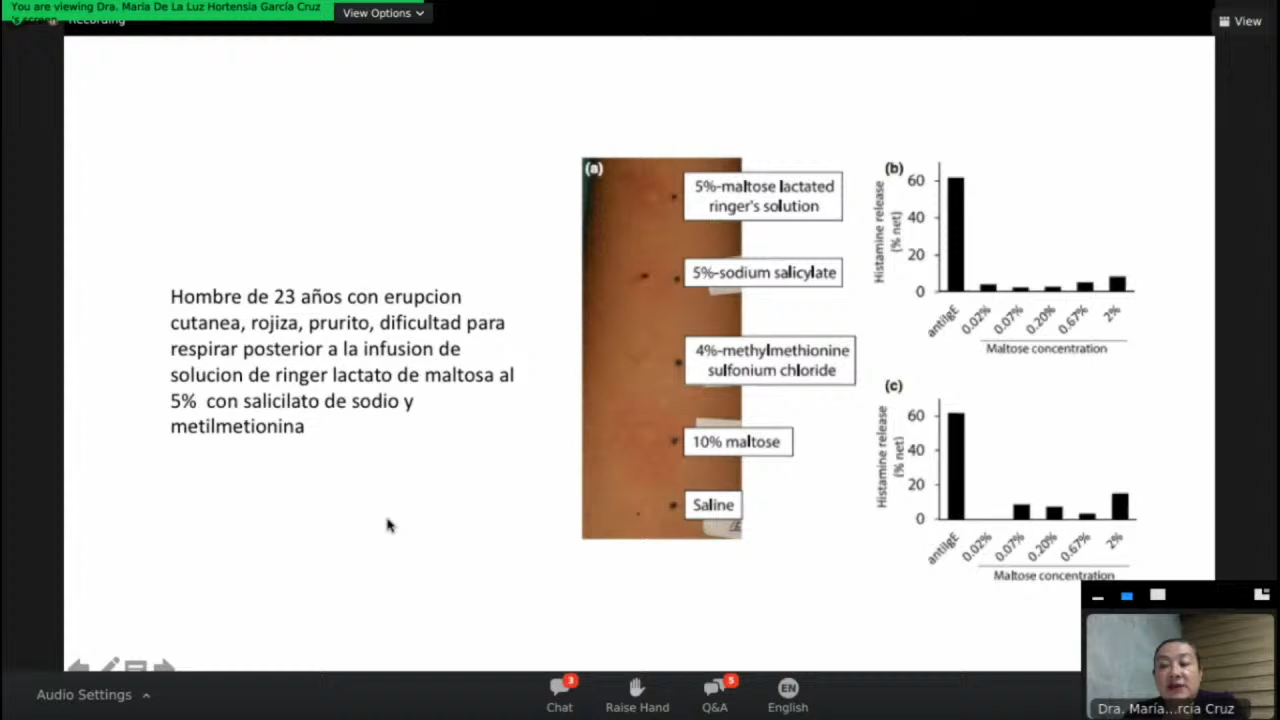 You are viewing Dra. María De La Luz Hortensia García Cruz
's screen
Recording
View Options
View
Hombre de 23 años con erupcion
cutanea, rojiza, prurito, dificultad para
respirar posterior a la infusion de
solucion de ringer lactato de maltosa al
5% con salicilato de sodio y
metilmetionina
(a)
5%-maltose lactated
ringer's solution
5%-sodium salicylate
4%-methylmethionine
sulfonium chloride
10% maltose
Saline
(b)
Histamine release
(% net)
60
40
20
0
antiIgE
0.02%
0.07%
0.20%
0.67%
2%
Maltose concentration
(c)
Histamine release
(% net)
60
40
20
0
antiIgE
0.02%
0.07%
0.20%
0.67%
2%
Maltose concentration
Audio Settings
3
Chat
Raise Hand
5
Q&A
EN
English
Dra. María...rcía Cruz